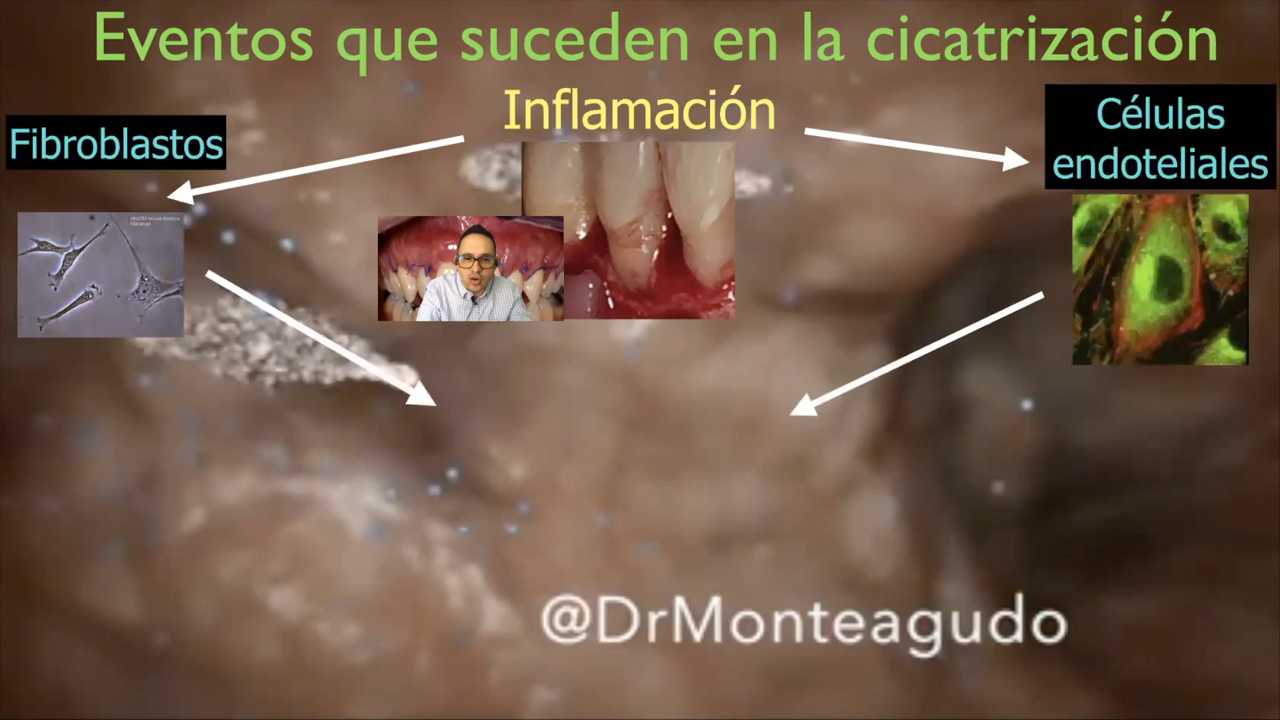 Eventos que suceden en la cicatrización
Inflamación
Fibroblastos
Células
endoteliales
@DrMonteagudo